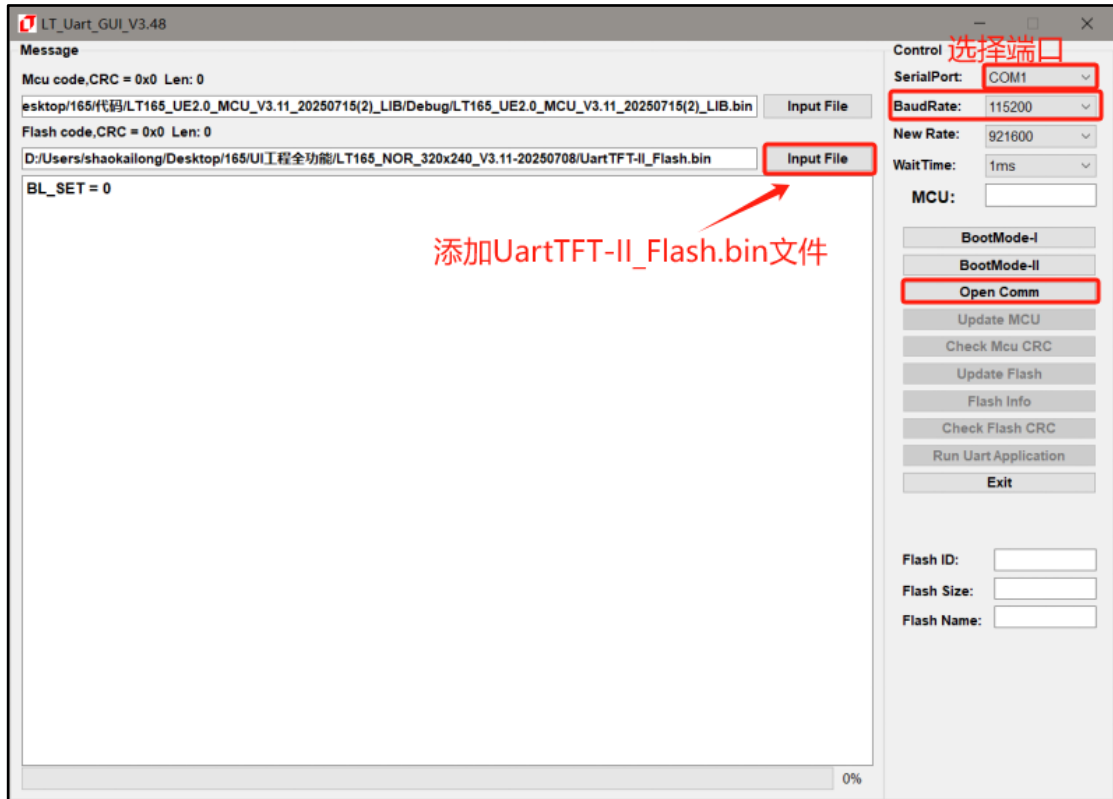 LT_Uart_GUI_V3.48
Message
Mcu code,CRC = 0x0 Len: 0
esktop/165/代码/LT165_UE2.0_MCU_V3.11_20250715(2)_LIB/Debug/LT165_UE2.0_MCU_V3.11_20250715(2)_LIB.bin
Input File
Flash code,CRC = 0x0 Len: 0
D:/Users/shaokailong/Desktop/165/UI工程全功能/LT165_NOR_320x240_V3.11-20250708/UartTFT-II_Flash.bin
Input File
BL_SET = 0
添加UartTFT-II_Flash.bin文件
0%
Control
选择端口
SerialPort: COM1
BaudRate: 115200
New Rate: 921600
WaitTime: 1ms
MCU:
BootMode-I
BootMode-II
Open Comm
Update MCU
Check Mcu CRC
Update Flash
Flash Info
Check Flash CRC
Run Uart Application
Exit
Flash ID:
Flash Size:
Flash Name: